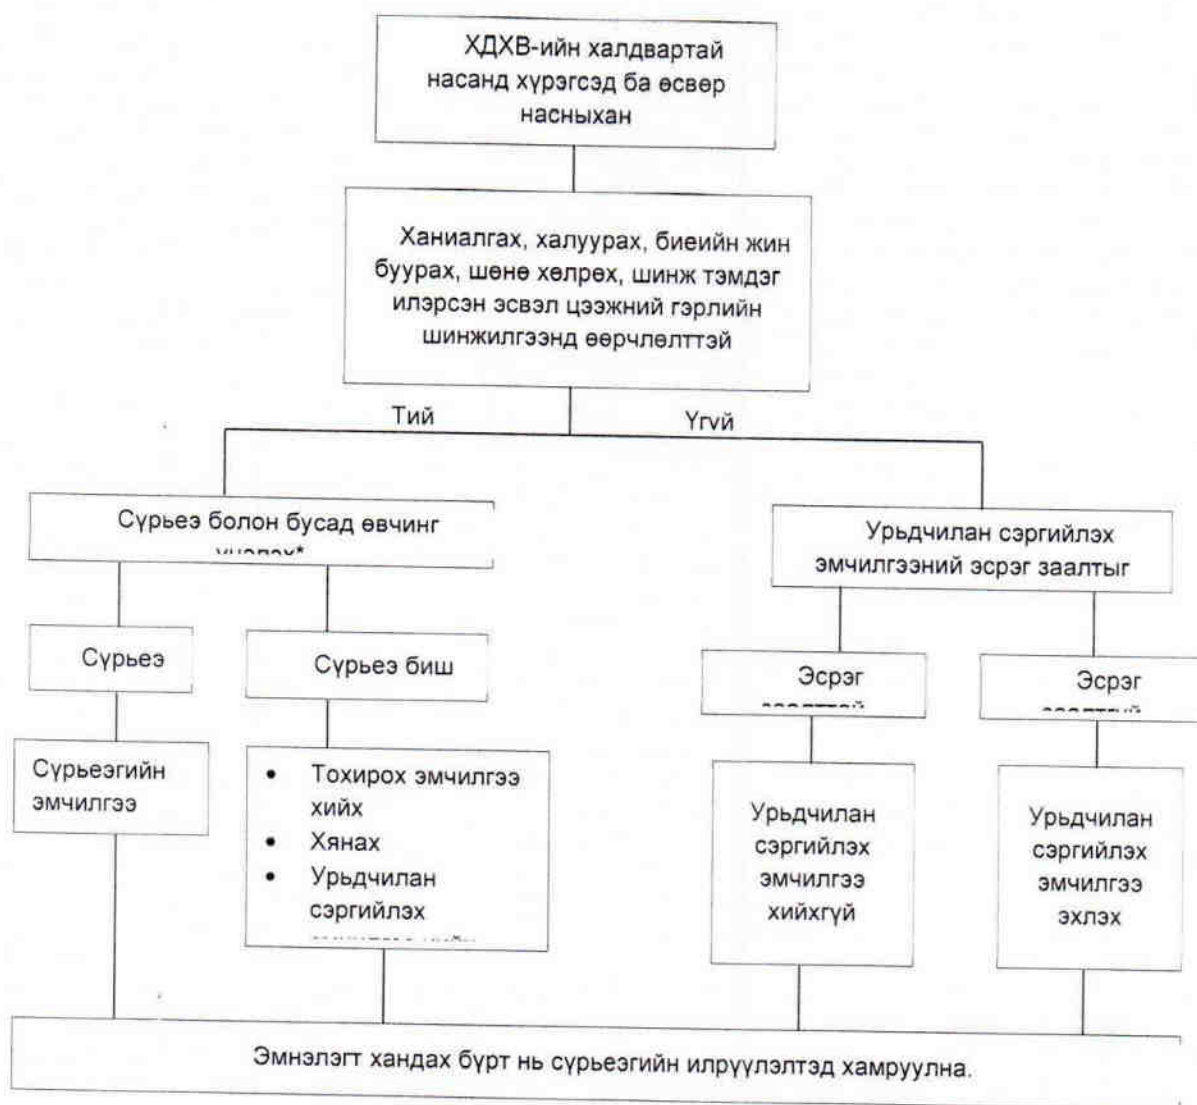 ХДХВ-ийн халдвартай
насанд хүрэгсэд ба өсвөр
насныхан
Ханиалгах, халуурах, биеийн жин
буурах, шөнө хөлрөх, шинж тэмдэг
илэрсэн эсвэл цээжний гэрлийн
шинжилгээнд өөрчлөлттэй
Тий
Үгүй
Сүрьеэ болон бусад өвчинг
Урьдчилан сэргийлэх
эмчилгээний эсрэг заалтыг
Сүрьеэ
Сүрьеэ биш
Эсрэг
Эсрэг
Сүрьеэгийн
эмчилгээ
• Тохирох эмчилгээ
хийх
• Хянах
• Урьдчилан
сэргийлэх
Урьдчилан
сэргийлэх
эмчилгээ
хийхгүй
Урьдчилан
сэргийлэх
эмчилгээ
эхлэх
Эмнэлэгт хандах бүрт нь сүрьеэгийн илрүүлэлтэд хамруулна.